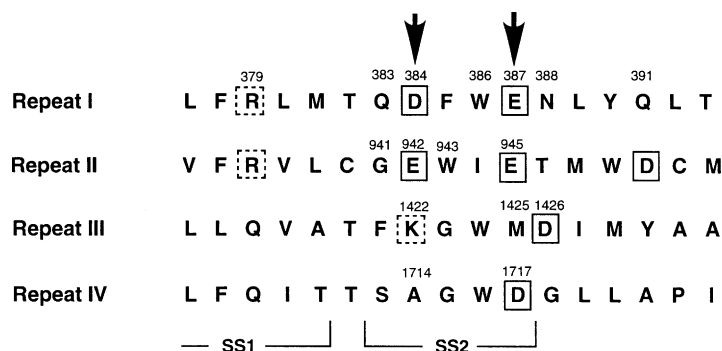 379 383 384 386 387 388 391
Repeat I L F R L M T Q D F W E N L Y Q L T
941 942 943 945
Repeat II V F R V L C G E W I E T M W D C M
1422 1425 1426
Repeat III L L Q V A T F K G W M D I M Y A A
1714 1717
Repeat IV L F Q I T T S A G W D G L L A P I
SS1 SS2